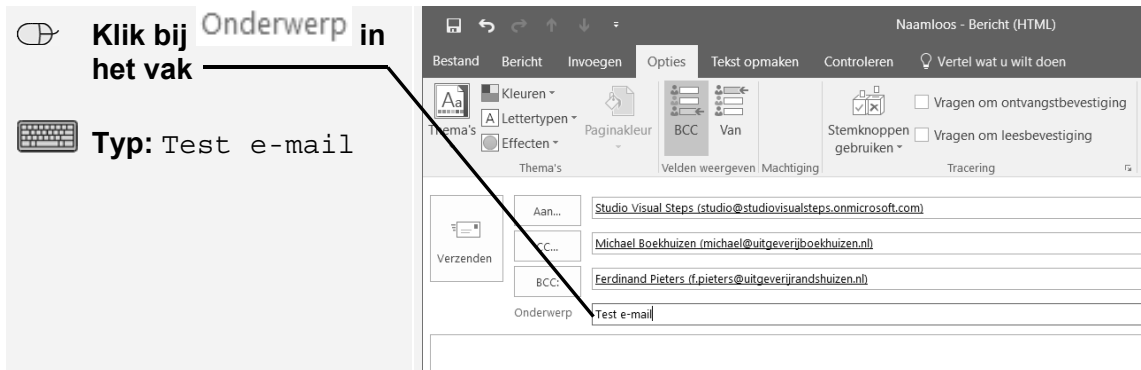 Klik bij Onderwerp in
het vak
Typ: Test e-mail
Naamloos - Bericht (HTML)
Bestand Bericht Invoegen Opties Tekst opmaken Controleren Vertel wat u wilt doen
Aa Kleuren
A Lettertypen
Effecten
Thema's
Paginakleur
BCC Van
Stemknoppen
gebruiken
Vragen om ontvangstbevestiging
Vragen om leesbevestiging
Thema's Velden weergeven Machtiging Tracering
Verzenden
Aan... Studio Visual Steps (studio@studiovisualsteps.onmicrosoft.com)
CC... Michael Boekhuizen (michael@uitgeverijboekhuizen.nl)
BCC: Ferdinand Pieters (f.pieters@uitgeverijrandshuizen.nl)
Onderwerp Test e-mail